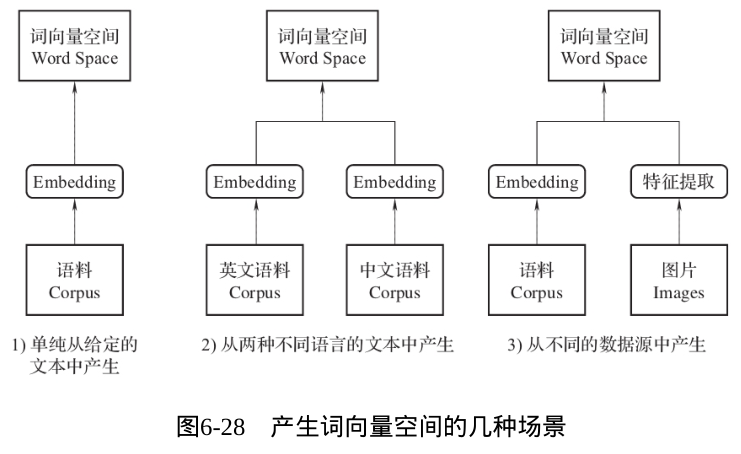 词向量空间
Word Space
Embedding
语料
Corpus
1) 单纯从给定的
文本中产生
词向量空间
Word Space
Embedding
Embedding
英文语料
Corpus
中文语料
Corpus
2) 从两种不同语言的文本中产生
词向量空间
Word Space
Embedding
特征提取
语料
Corpus
图片
Images
3) 从不同的数据源中产生
图6-28 产生词向量空间的几种场景